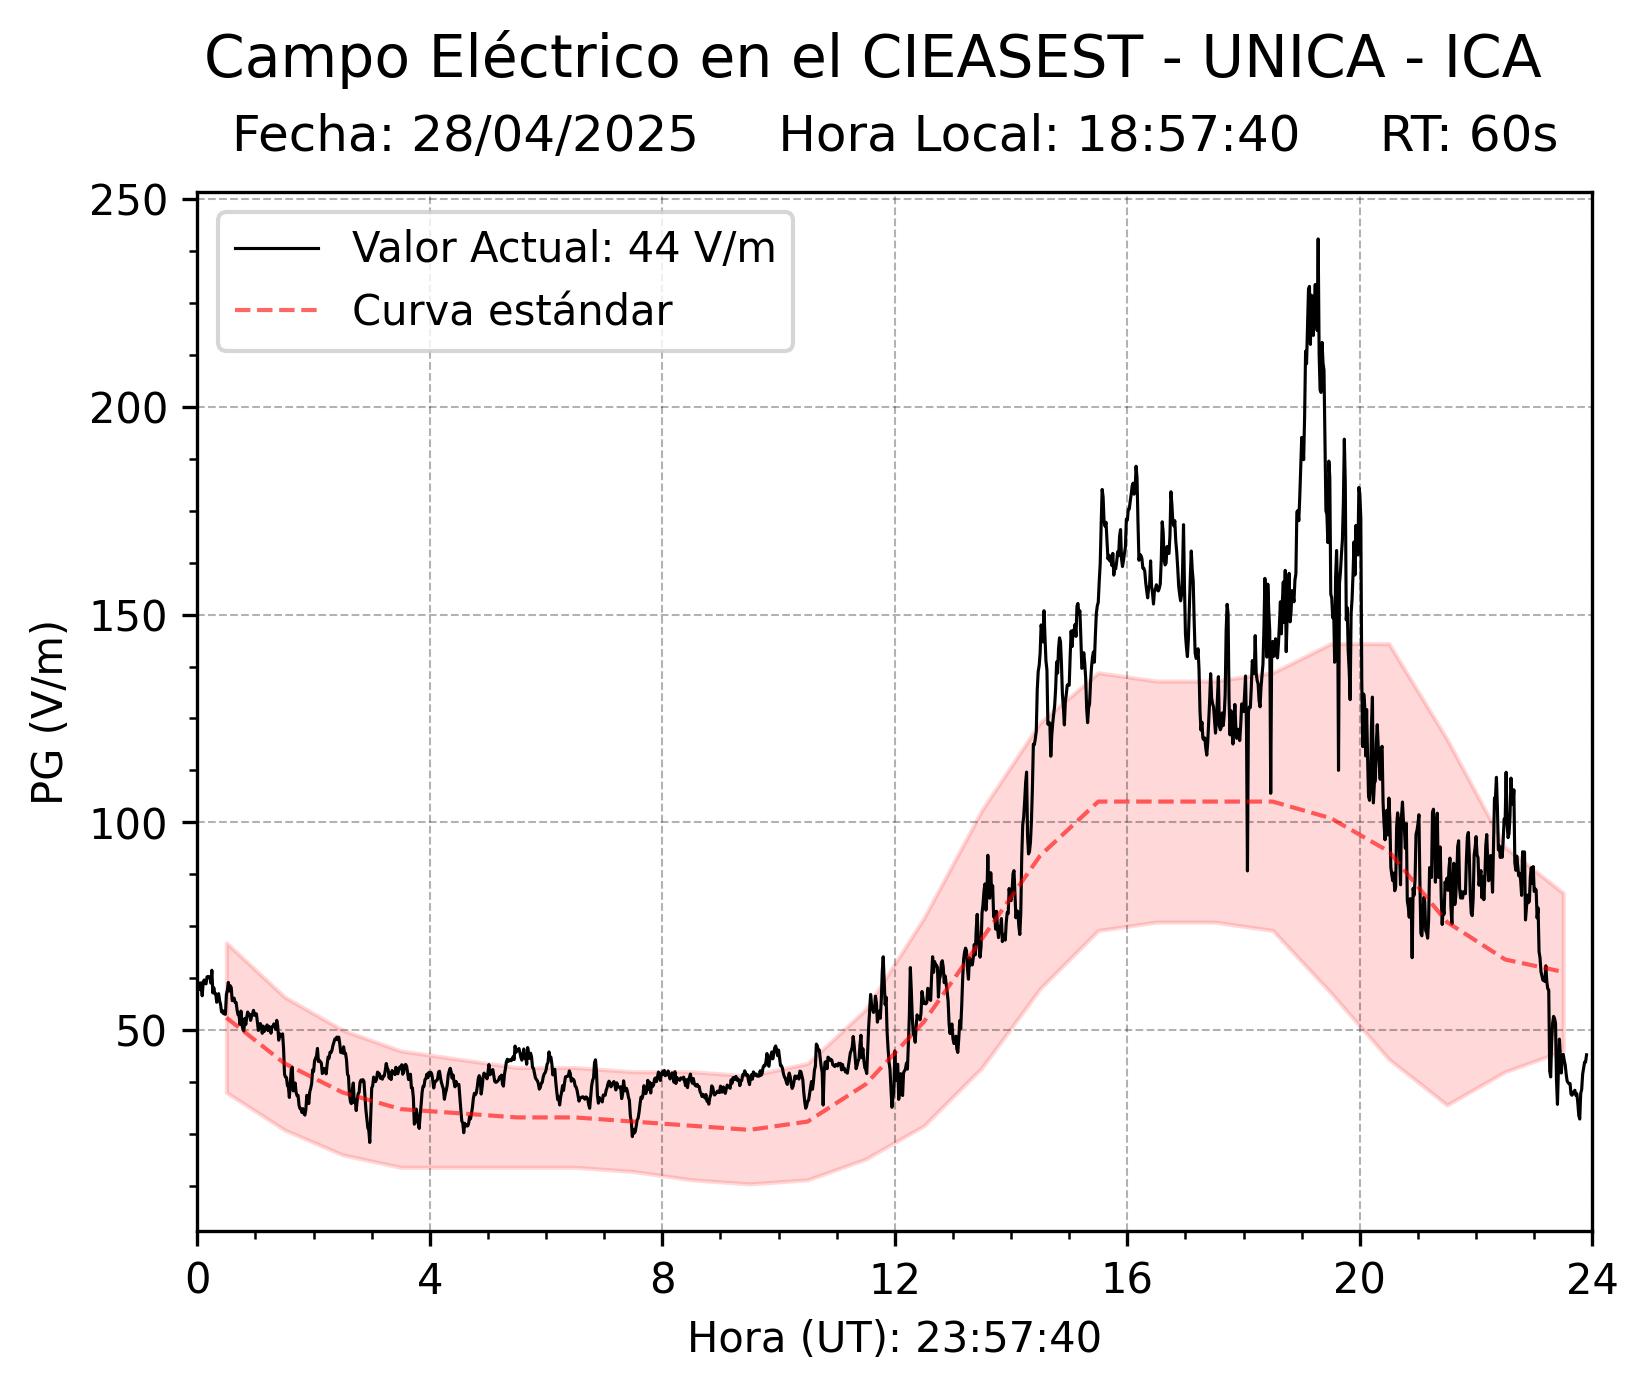 Campo Eléctrico en el CIEASEST - UNICA - ICA
Fecha: 28/04/2025 Hora Local: 18:57:40 RT: 60s
Valor Actual: 44 V/m
Curva estándar
PG (V/m)
250
200
150
100
50
0 4 8 12 16 20 24
Hora (UT): 23:57:40